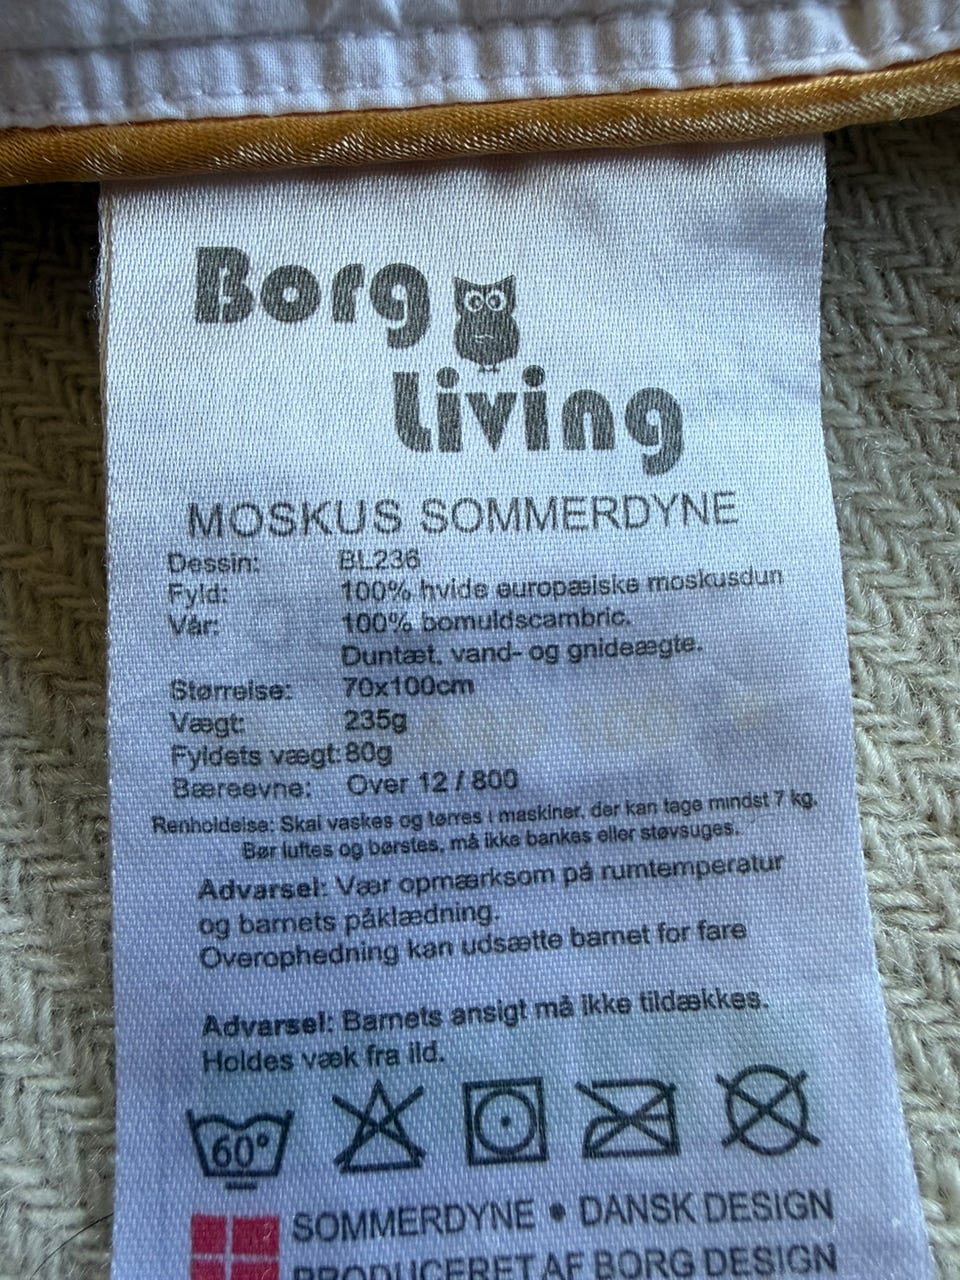 Borg
Living
MOSKUS SOMMERDYNE
Dessin: BL236
Fyld: 100% hvide europæiske moskusdun
Vår: 100% bomuldscambric.
Duntæt, vand- og gnideægte.
Størrelse: 70x100cm
Vægt: 235g
Fyldets vægt: 80g
Bæreevne: Over 12 / 800
Renholdelse: Skal vaskes og tørres i maskiner, der kan tage mindst 7 kg.
Bør luftes og børstes, må ikke bankes eller støvsuges.
Advarsel: Vær opmærksom på rumtemperatur
og barnets påklædning.
Overophedning kan udsætte barnet for fare
Advarsel: Barnets ansigt må ikke tildækkes.
Holdes væk fra ild.
60°
SOMMERDYNE • DANSK DESIGN
PRODUCERET AF BORG DESIGN